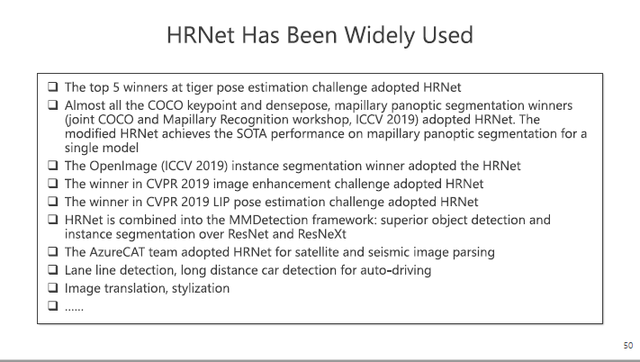 HRNet Has Been Widely Used
❑ The top 5 winners at tiger pose estimation challenge adopted HRNet
❑ Almost all the COCO keypoint and densepose, mapillary panoptic segmentation winners
(joint COCO and Mapillary Recognition workshop, ICCV 2019) adopted HRNet. The
modified HRNet achieves the SOTA performance on mapillary panoptic segmentation for a
single model
❑ The OpenImage (ICCV 2019) instance segmentation winner adopted the HRNet
❑ The winner in CVPR 2019 image enhancement challenge adopted HRNet
❑ The winner in CVPR 2019 LIP pose estimation challenge adopted HRNet
❑ HRNet is combined into the MMDetection framework: superior object detection and
instance segmentation over ResNet and ResNeXt
❑ The AzureCAT team adopted HRNet for satellite and seismic image parsing
❑ Lane line detection, long distance car detection for auto-driving
❑ Image translation, stylization
❑ ......
50